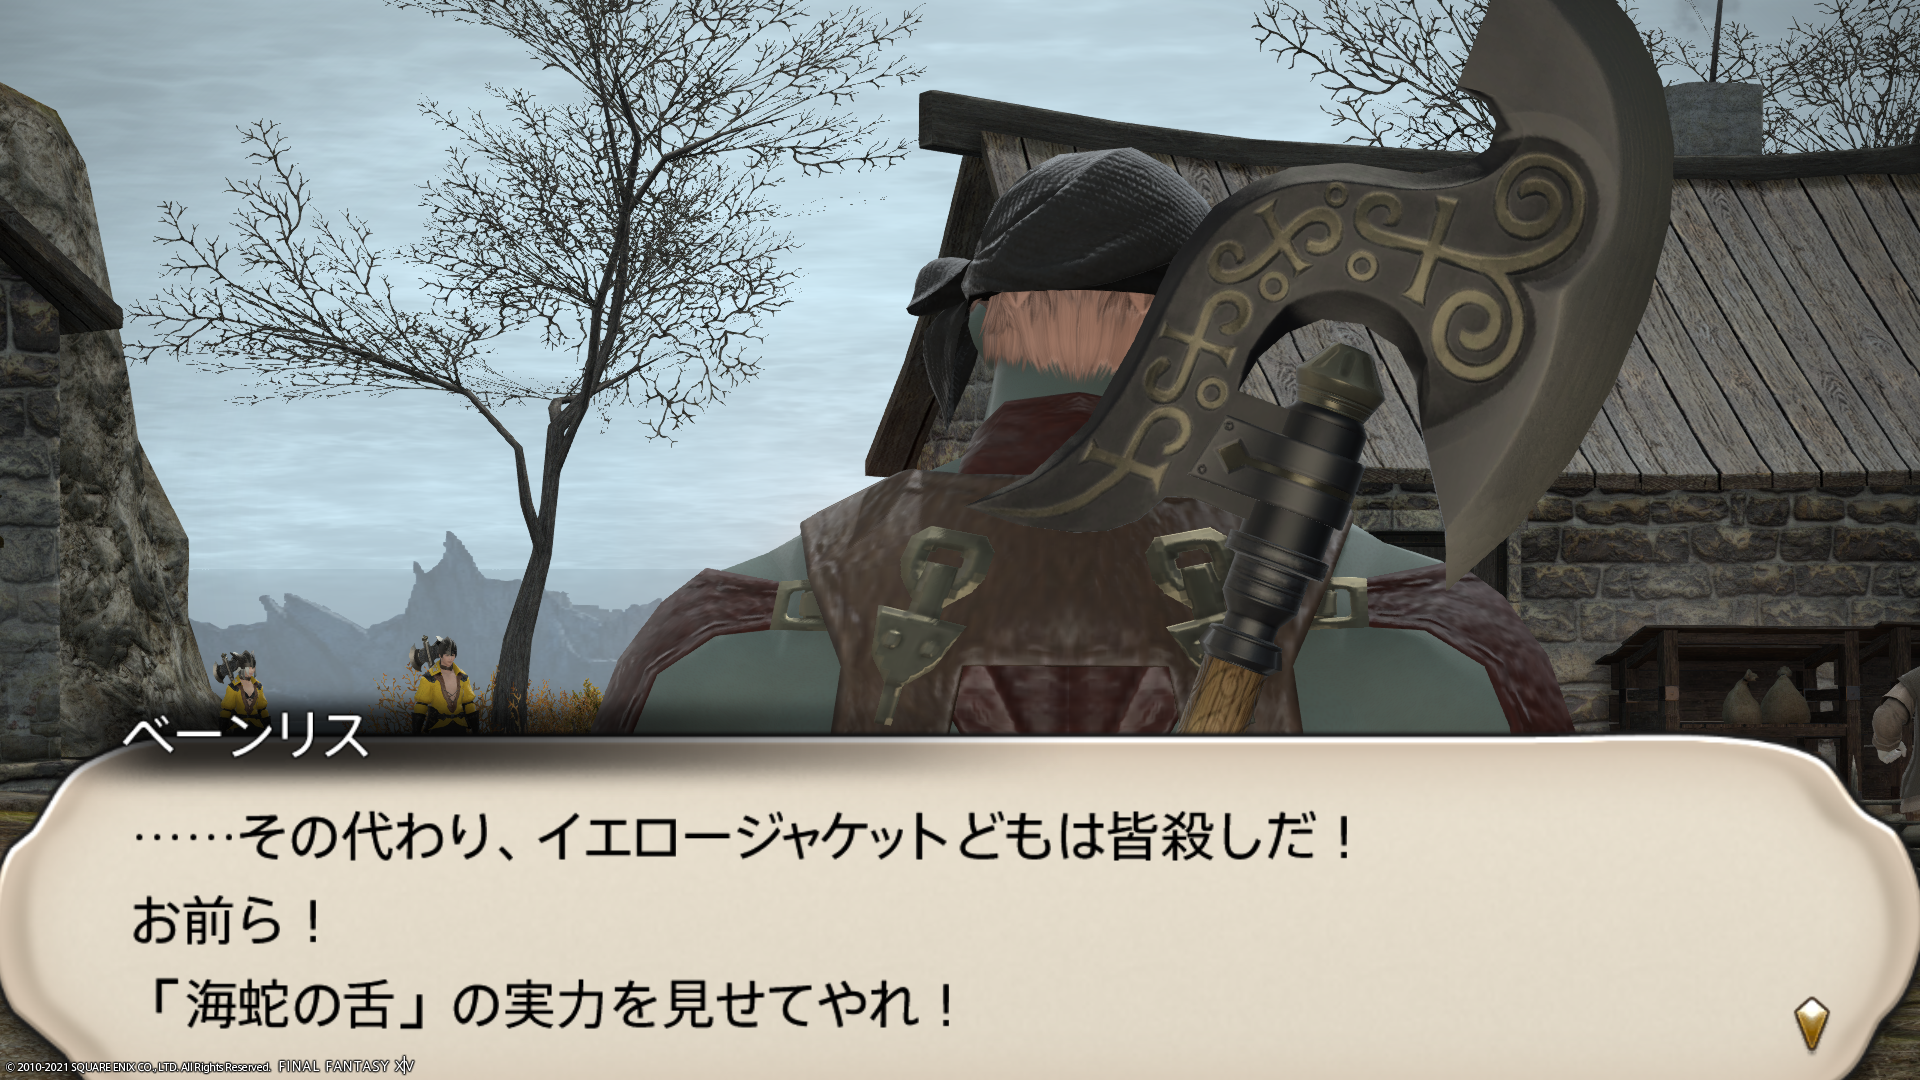 ベーンリス
……その代わり、イエロージャケットどもは皆殺しだ！
お前ら！
「海蛇の舌」の実力を見せてやれ！
© 2010-2021 SQUARE ENIX CO., LTD. All Rights Reserved. FINAL FANTASY XIV